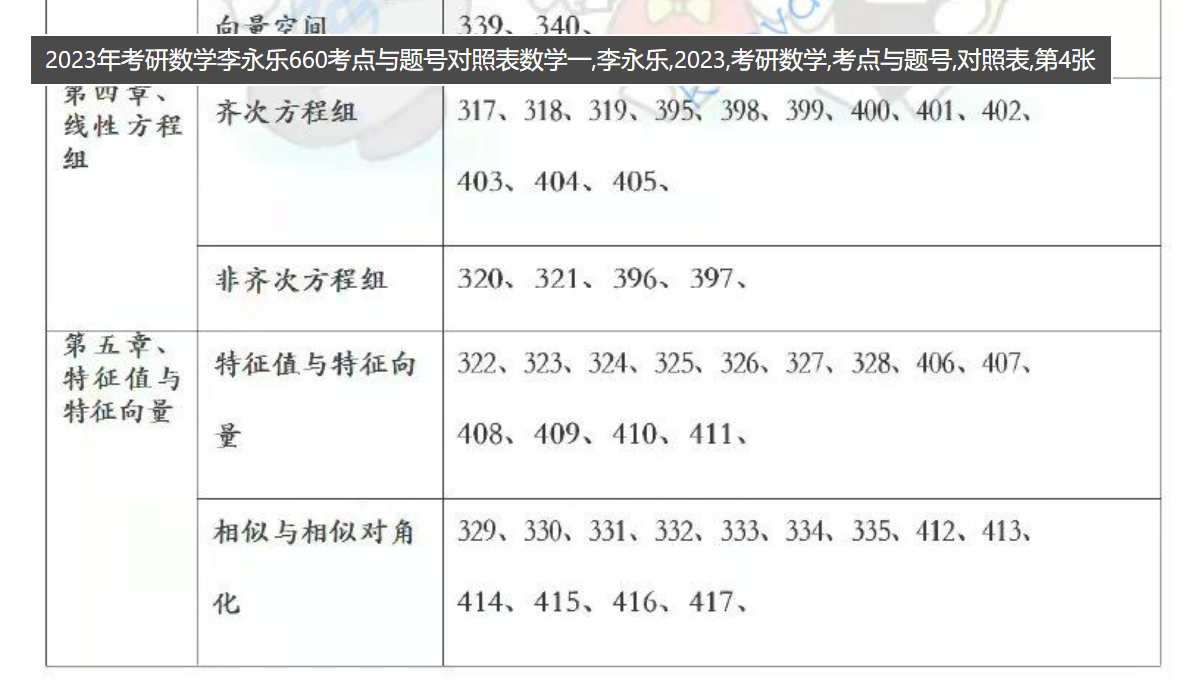 向量空间
339、340、
2023年考研数学李永乐660考点与题号对照表数学一,李永乐,2023,考研数学,考点与题号,对照表,第4张
第四章、
线性方程
组
齐次方程组
317、318、319、395、398、399、400、401、402、
403、404、405、
非齐次方程组
320、321、396、397、
第五章、
特征值与
特征向量
特征值与特征向
量
322、323、324、325、326、327、328、406、407、
408、409、410、411、
相似与相似对角
化
329、330、331、332、333、334、335、412、413、
414、415、416、417、